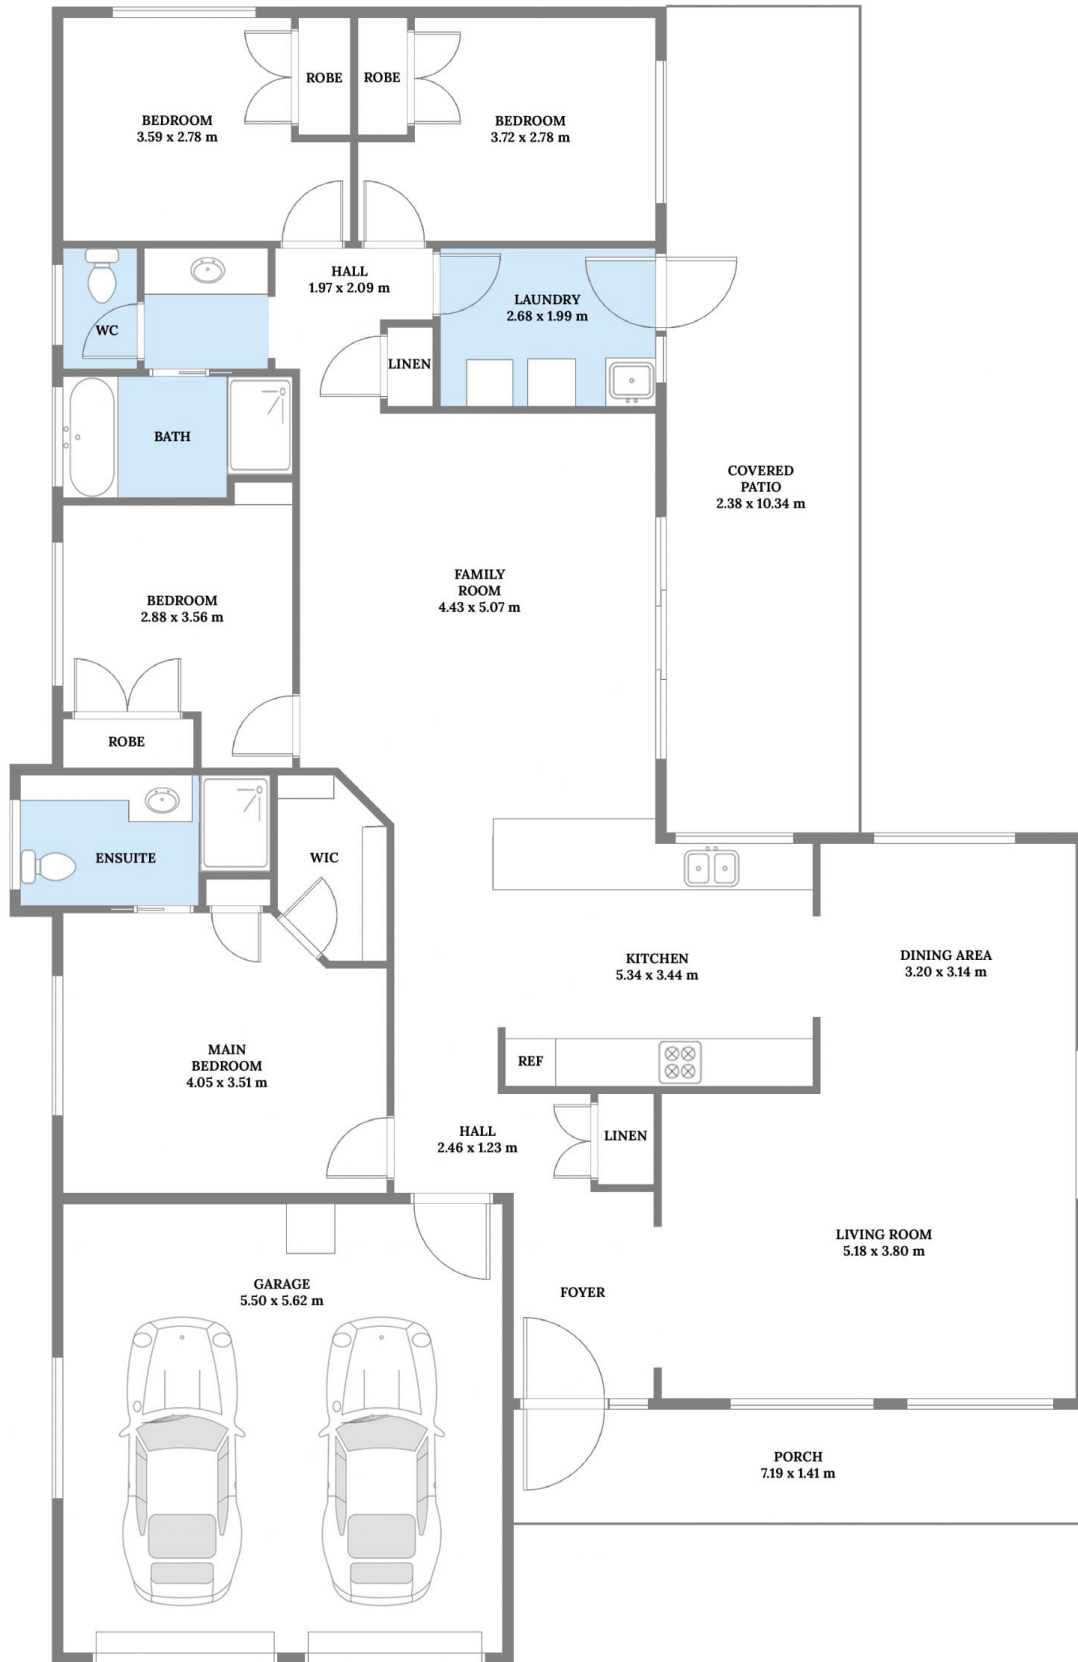 ROBE
ROBE
BEDROOM
3.59 x 2.78 m
BEDROOM
3.72 x 2.78 m
HALL
1.97 x 2.09 m
LAUNDRY
2.68 x 1.99 m
WC
LINEN
BATH
COVERED
PATIO
2.38 x 10.34 m
FAMILY
ROOM
4.43 x 5.07 m
BEDROOM
2.88 x 3.56 m
ROBE
ENSUITE
WIC
KITCHEN
5.34 x 3.44 m
DINING AREA
3.20 x 3.14 m
MAIN
BEDROOM
4.05 x 3.51 m
REF
HALL
2.46 x 1.23 m
LINEN
LIVING ROOM
5.18 x 3.80 m
GARAGE
5.50 x 5.62 m
FOYER
PORCH
7.19 x 1.41 m